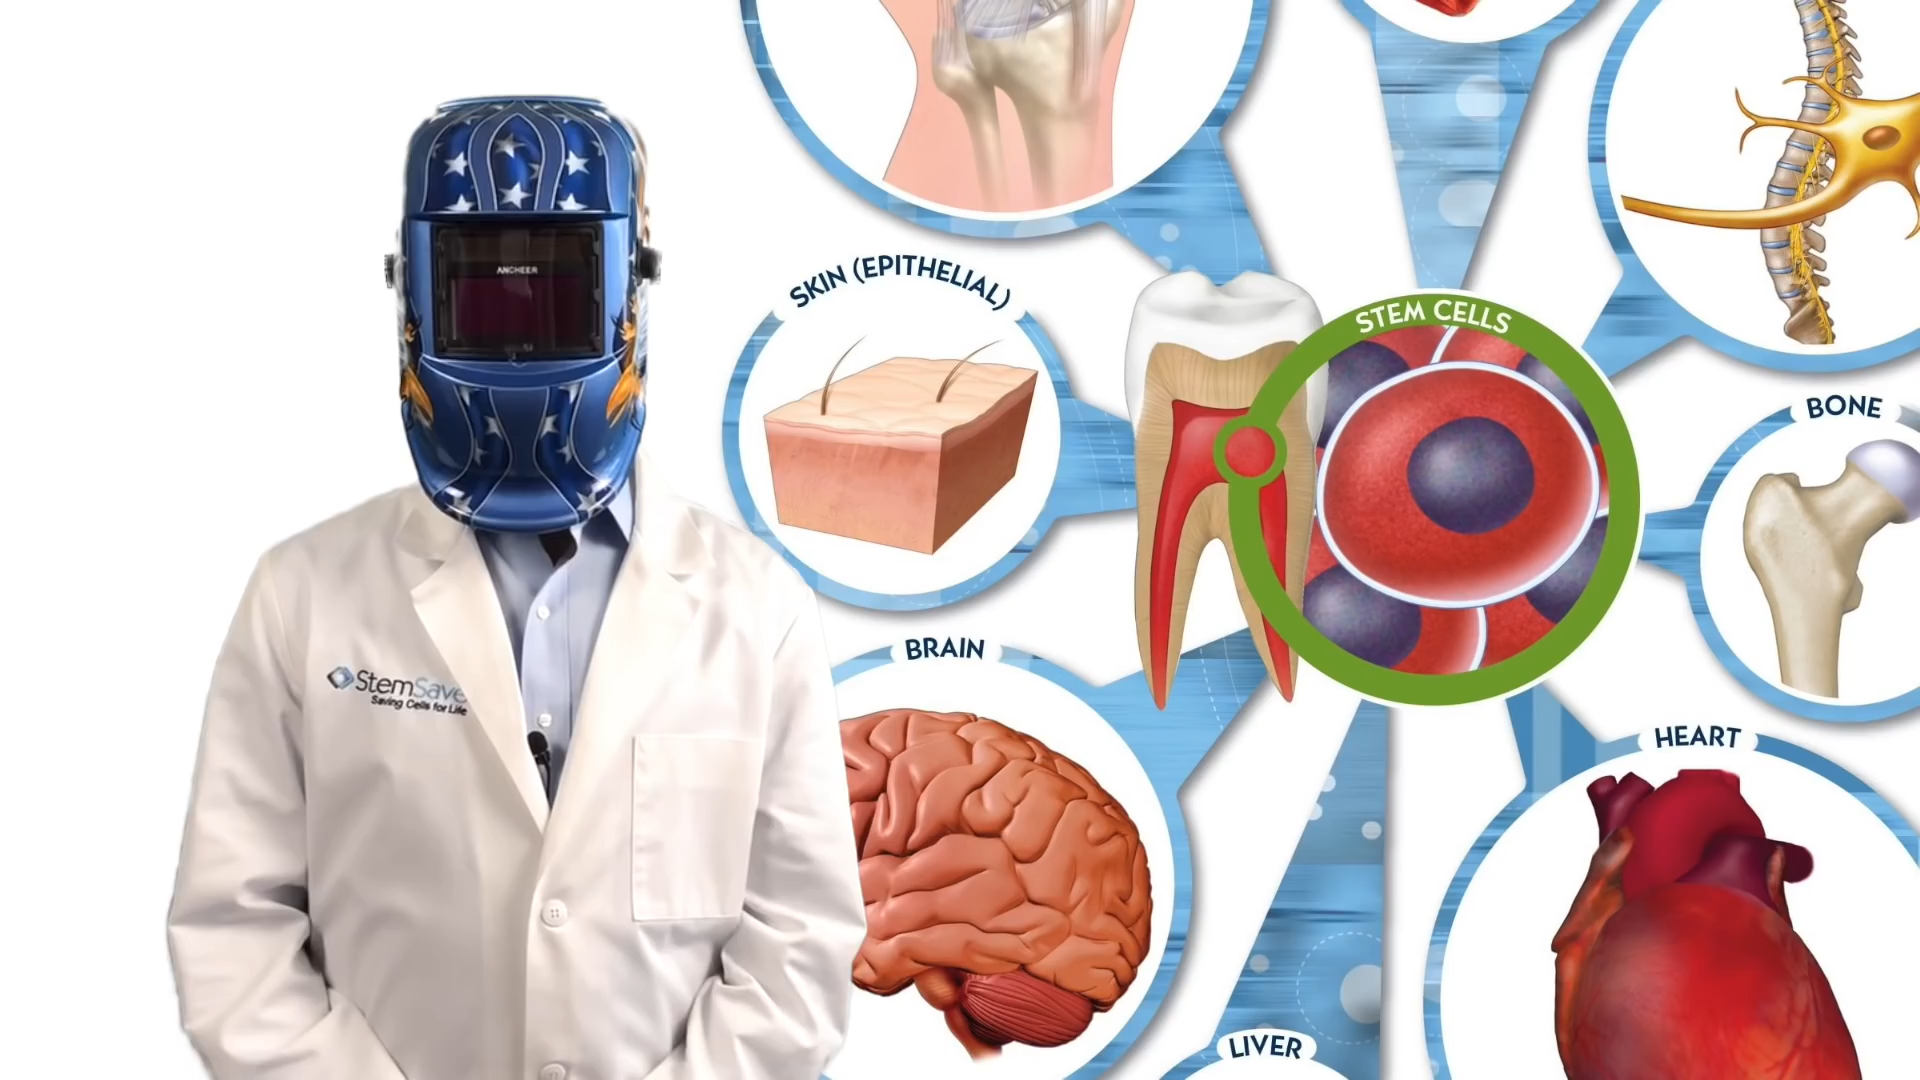 ANCHEER
StemSave
Saving Cells for Life
SKIN (EPITHELIAL)
STEM CELLS
BONE
BRAIN
HEART
LIVER